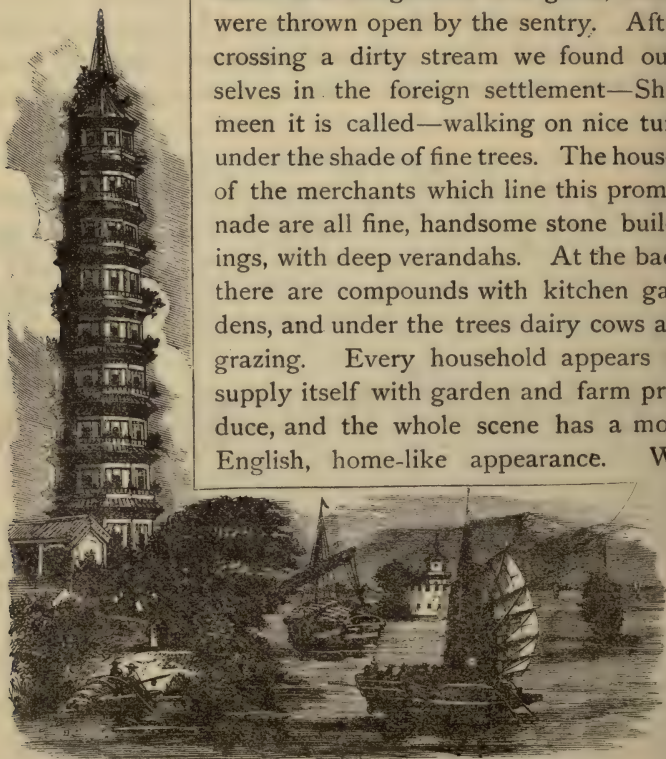 were thrown open by the sentry. Aft
crossing a dirty stream we found ou
selves in the foreign settlement—Sh
meen it is called—walking on nice tu
under the shade of fine trees. The hous
of the merchants which line this prom
nade are all fine, handsome stone buil
ings, with deep verandahs. At the bac
there are compounds with kitchen ga
dens, and under the trees dairy cows a
grazing. Every household appears
supply itself with garden and farm pr
duce, and the whole scene has a mo
English, home-like appearance. W